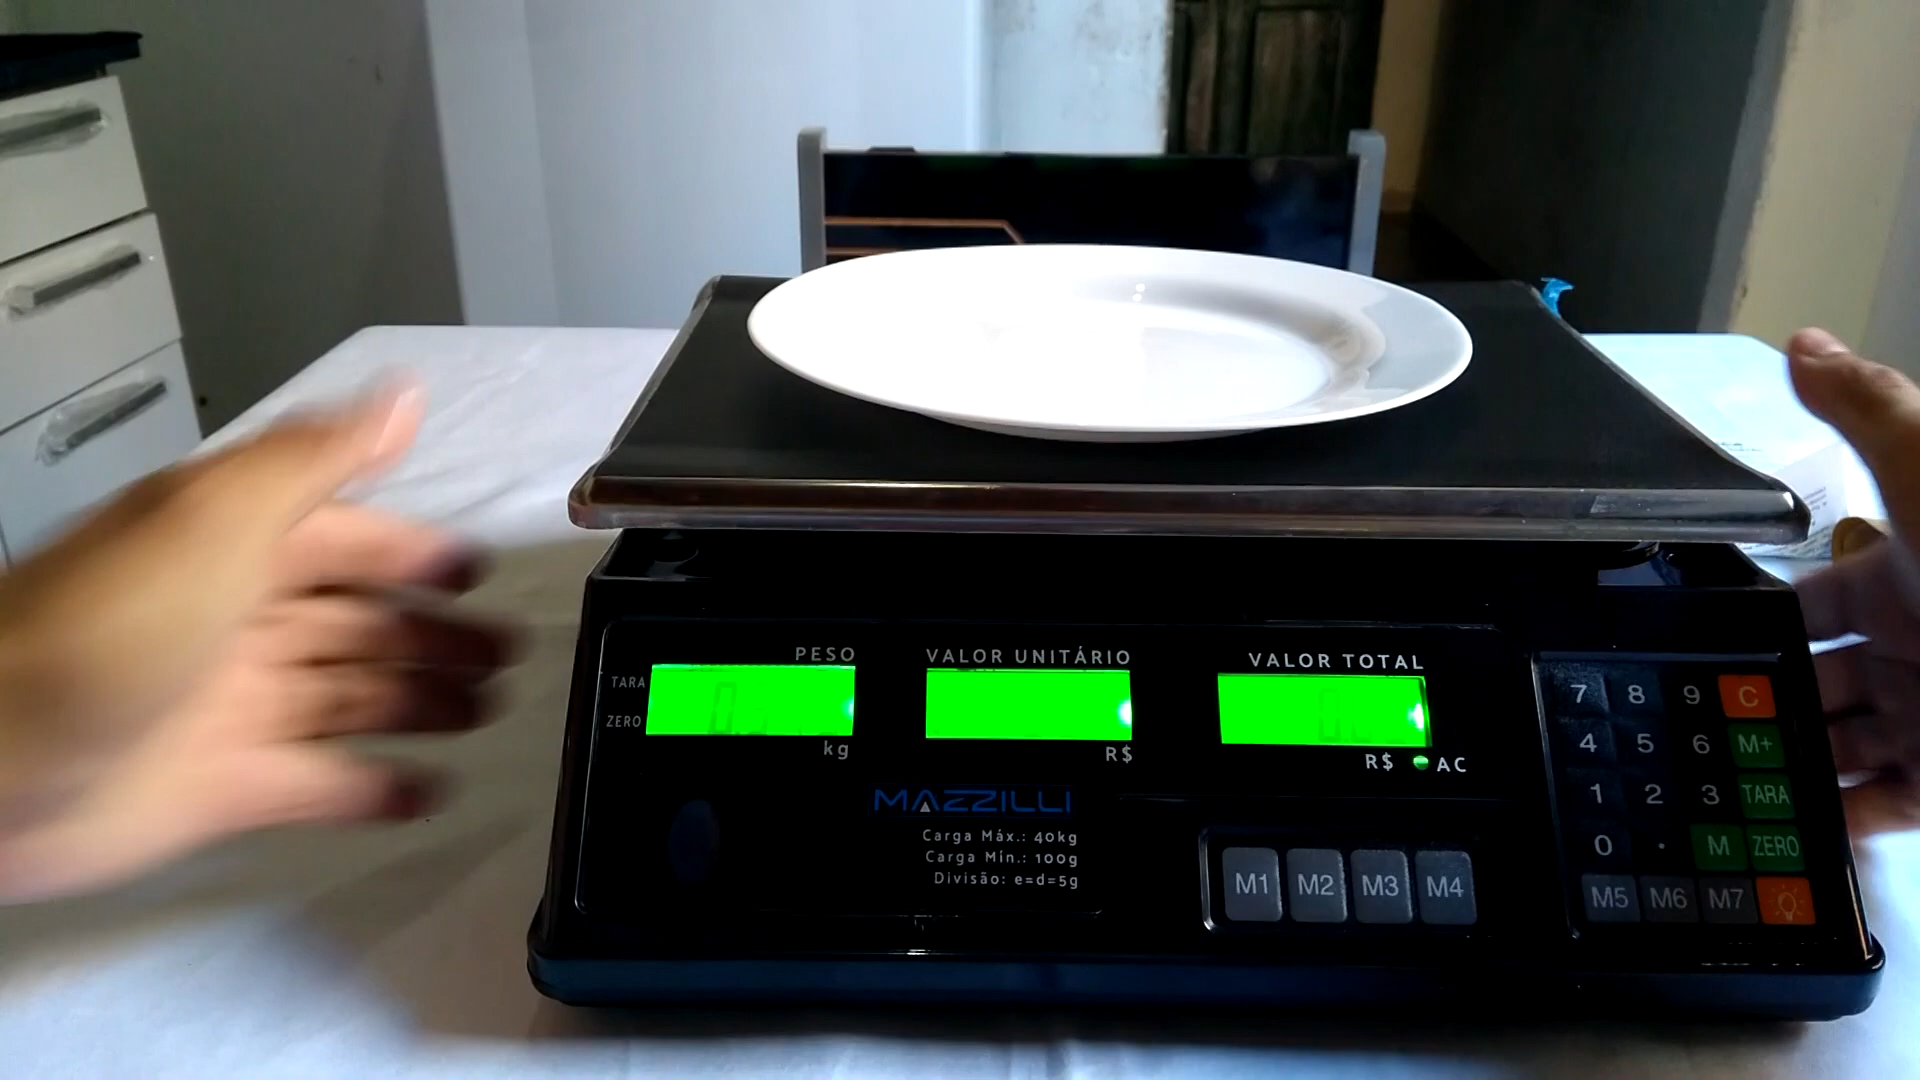 PESO
VALOR UNITÁRIO
VALOR TOTAL
TARA
ZERO
kg
R$
R$ AC
MAZZILLI
Carga Máx.: 40kg
Carga Mín.: 100g
Divisão: e=d=5g
M1 M2 M3 M4
7 8 9 C
4 5 6 M+
1 2 3 TARA
0 . M ZERO
M5 M6 M7